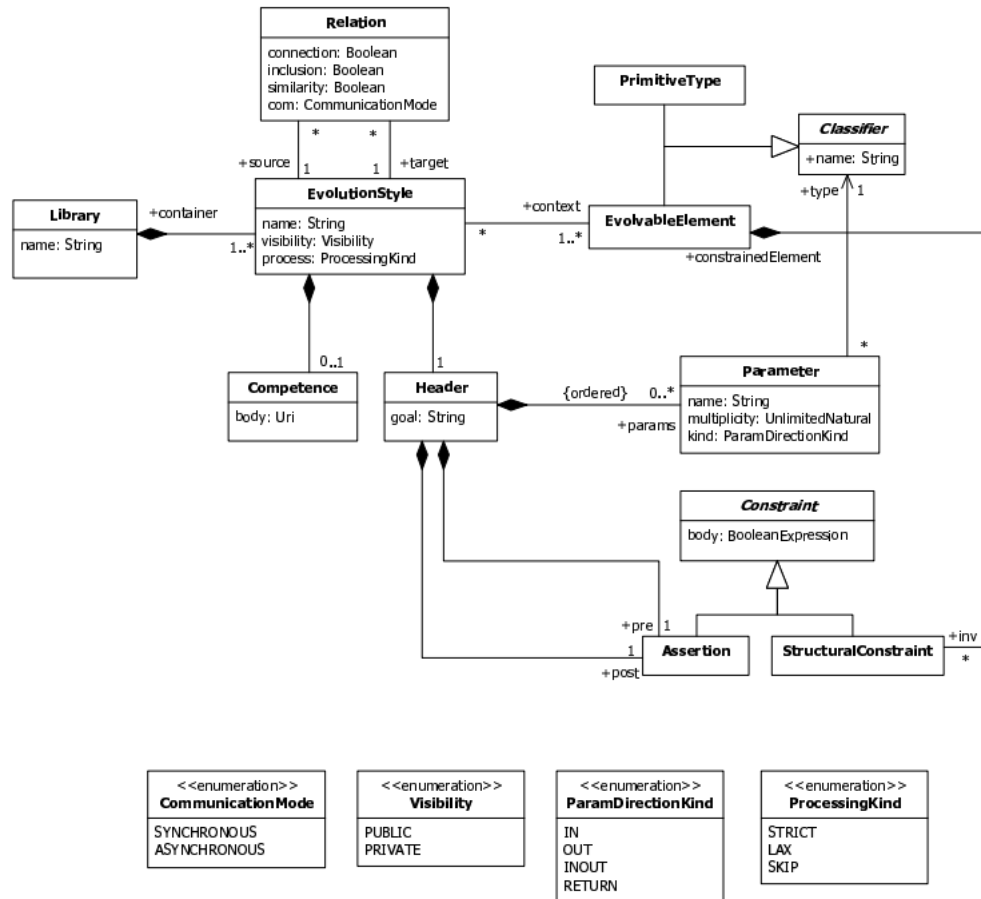 Relation
connection: Boolean
inclusion: Boolean
similarity: Boolean
com: CommunicationMode
PrimitiveType
Classifier
+name: String
* *
+source 1 1 +target
+type 1
EvolutionStyle
name: String
visibility: Visibility
process: ProcessingKind
Library
name: String
+container
1..*
+context
* 1..*
EvolvableElement
+constrainedElement
0..1
1
*
Competence
body: Uri
Header
goal: String
{ordered} 0..*
+params
Parameter
name: String
multiplicity: UnlimitedNatural
kind: ParamDirectionKind
Constraint
body: BooleanExpression
+pre 1
1
+post
Assertion
StructuralConstraint
+inv
*
<<enumeration>>
CommunicationMode
SYNCHRONOUS
ASYNCHRONOUS
<<enumeration>>
Visibility
PUBLIC
PRIVATE
<<enumeration>>
ParamDirectionKind
IN
OUT
INOUT
RETURN
<<enumeration>>
ProcessingKind
STRICT
LAX
SKIP